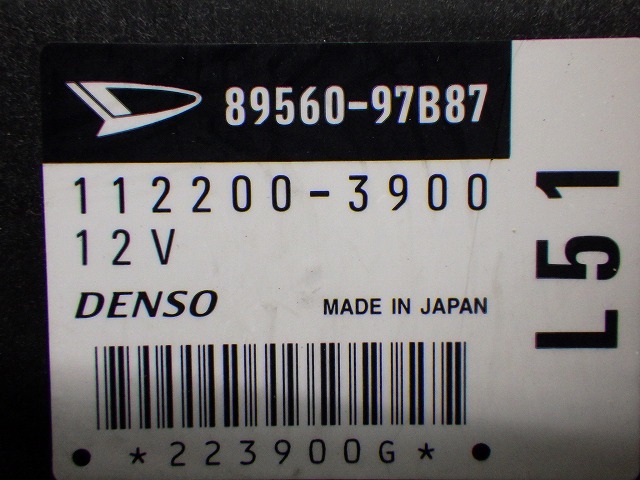 89560-97B87
112200-3900
12V
DENSO
MADE IN JAPAN
*223900G*
L51